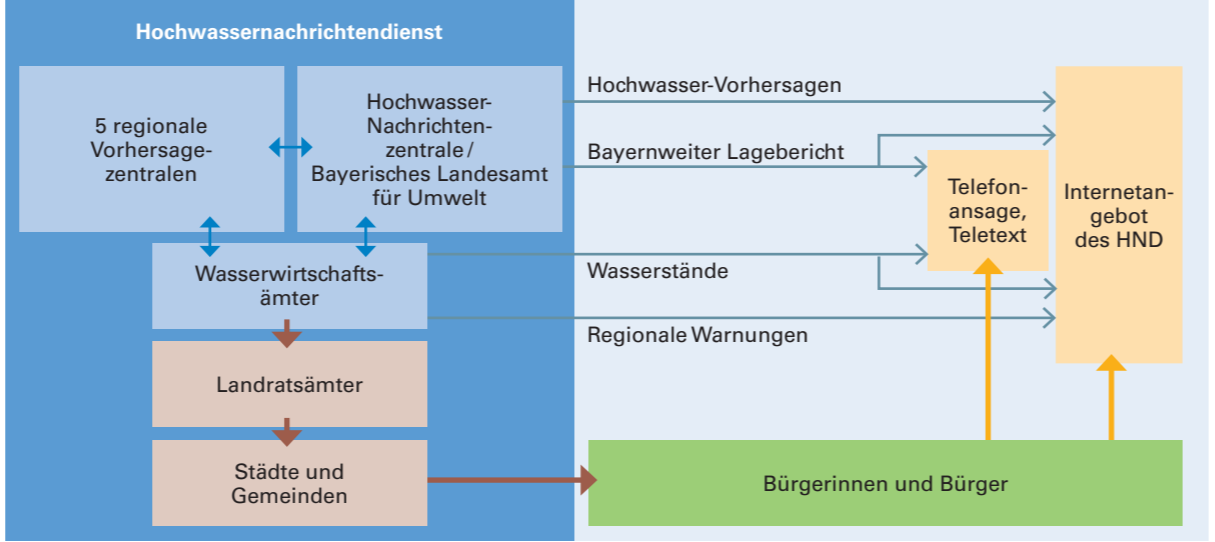 Hochwassernachrichtendienst
5 regionale
Vorhersage-
zentralen
Hochwasser-
Nachrichten-
zentrale/
Bayerisches Landesamt
für Umwelt
Hochwasser-Vorhersagen
Bayernweiter Lagebericht
Telefon-
ansage,
Teletext
Internetan-
gebot
des HND
Wasserwirtschafts-
ämter
Wasserstände
Regionale Warnungen
Landratsämter
Städte und
Gemeinden
Bürgerinnen und Bürger